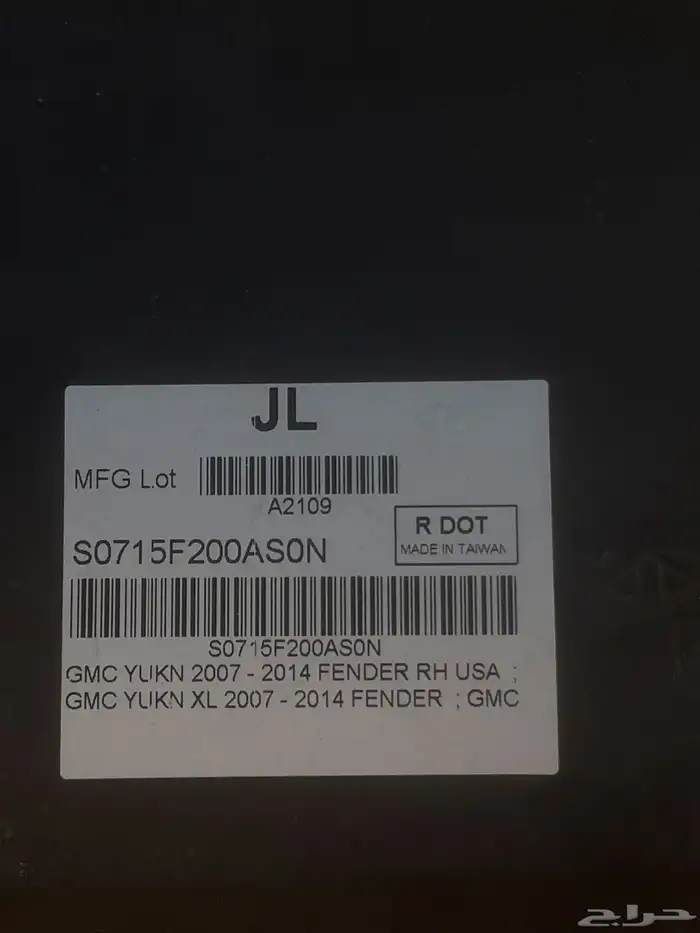 JL
MFG Lot
A2109
R DOT
MADE IN TAIWAN
S0715F200AS0N
S0715F200AS0N
GMC YUKN 2007 - 2014 FENDER RH USA ;
GMC YUKN XL 2007 - 2014 FENDER ; GMC
حراج